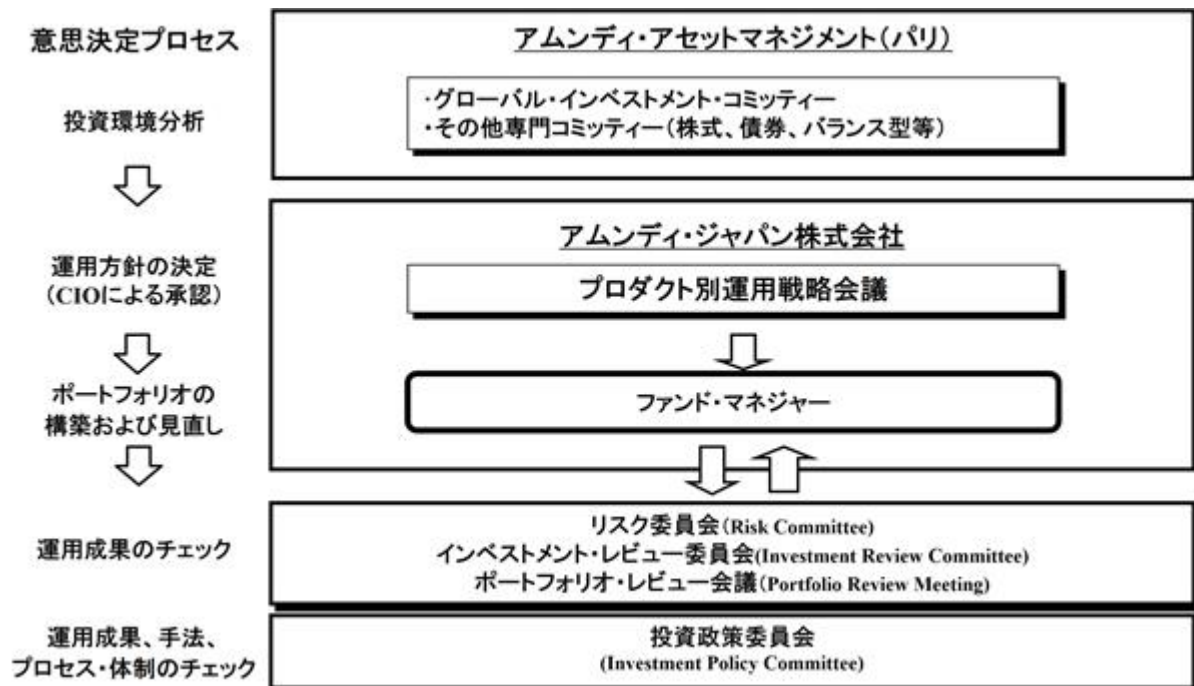 意思決定プロセス
アムンディ・アセットマネジメント(パリ)
投資環境分析
・グローバル・インベストメント・コミッティー
・その他専門コミッティー(株式、債券、バランス型等)
アムンディ・ジャパン株式会社
運用方針の決定
(CIOによる承認)
プロダクト別運用戦略会議
ポートフォリオの
構築および見直し
ファンド・マネジャー
運用成果のチェック
リスク委員会(Risk Committee)
インベストメント・レビュー委員会(Investment Review Committee)
ポートフォリオ・レビュー会議(Portfolio Review Meeting)
運用成果、手法、
プロセス・体制のチェック
投資政策委員会
(Investment Policy Committee)